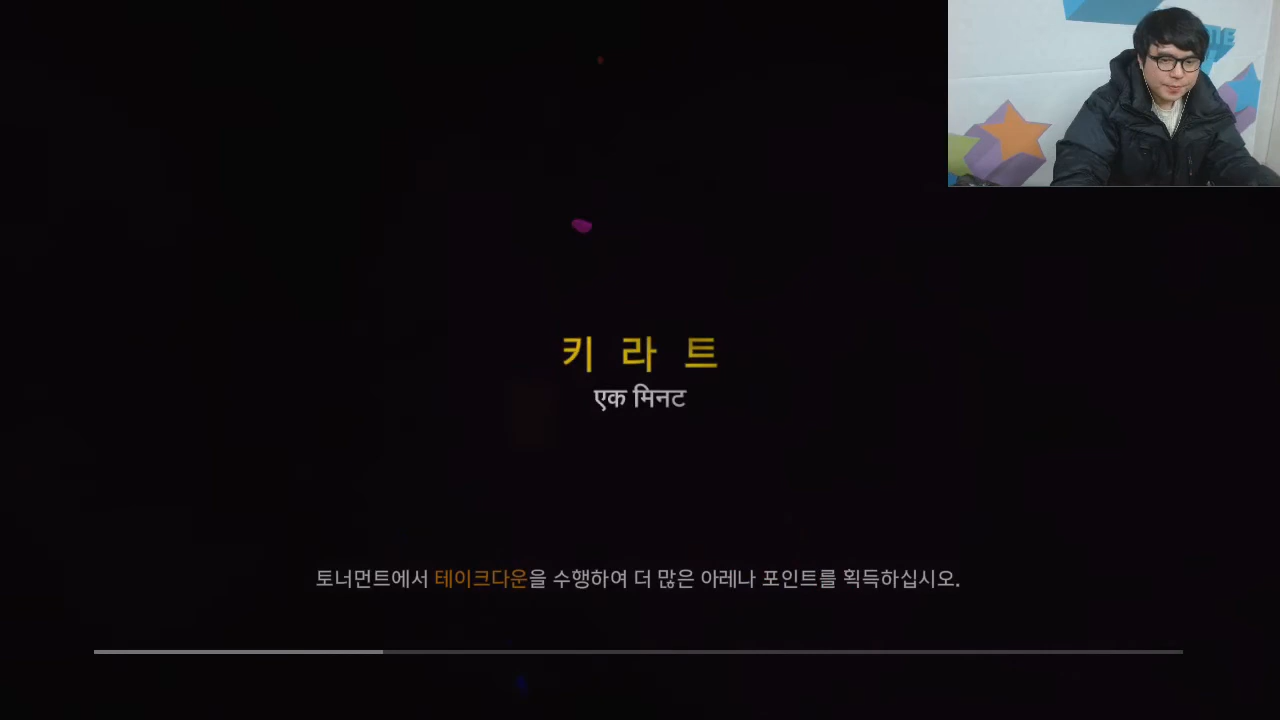 키 라 트
एक मिनट
토너먼트에서 테이크다운을 수행하여 더 많은 아레나 포인트를 획득하십시오.